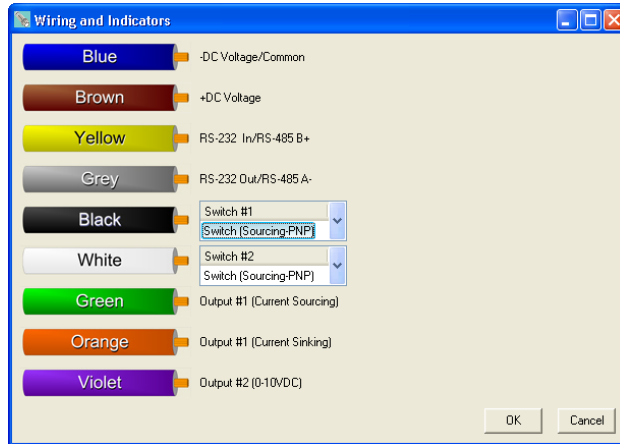 Wiring and Indicators
Blue -DC Voltage/Common
Brown +DC Voltage
Yellow RS-232 In/RS-485 B+
Grey RS-232 Out/RS-485 A-
Black Switch #1
Switch (Sourcing-PNP)
White Switch #2
Switch (Sourcing-PNP)
Green Output #1 (Current Sourcing)
Orange Output #1 (Current Sinking)
Violet Output #2 (0-10VDC)
OK Cancel